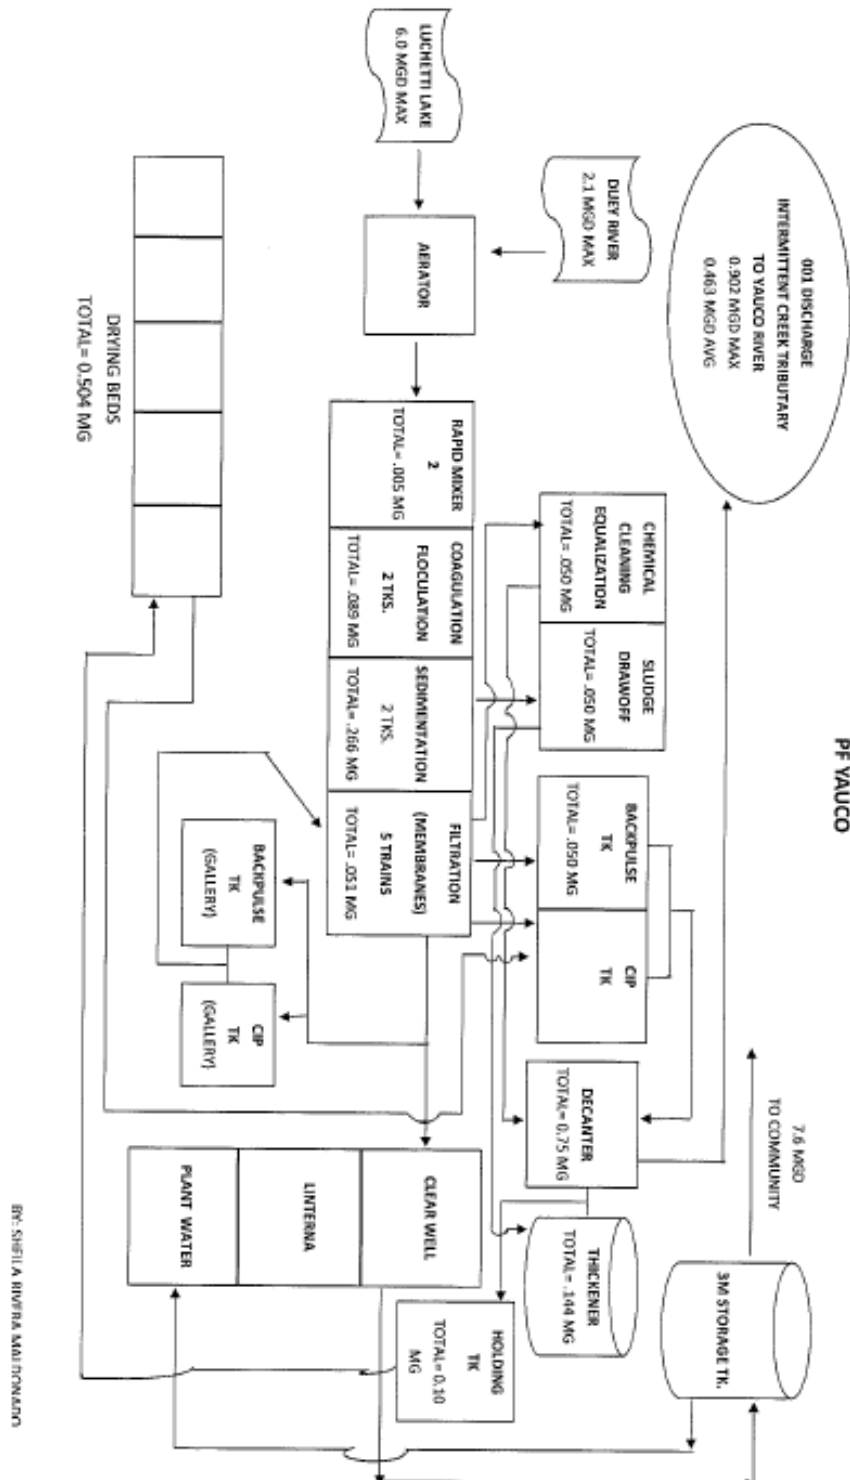 PF YAUCO
001 DISCHARGE
INTERMITTENT CREEK TRIBUTARY
TO YAUCO RIVER
0.902 MGD MAX
0.463 MGD AVG
7.6 MGD
TO COMMUNITY
3M STORAGE TK.
DUEY RIVER
2.1 MGD MAX
CHEMICAL
CLEANING
EQUALIZATION
TOTAL= .050 MG
SLUDGE
DRAWOFF
TOTAL= .050 MG
BACKPULSE
TK
TOTAL= .050 MG
CIP
TK
DECANTER
TOTAL= 0.75 MG
THICKENER
TOTAL= .144 MG
LUCHETTI LAKE
6.0 MGD MAX
AERATOR
RAPID MIXER
2
TOTAL= .005 MG
COAGULATION
FLOCULATION
2 TKS.
TOTAL= .089 MG
SEDIMENTATION
2 TKS.
TOTAL= .266 MG
FILTRATION
(MEMBRANES)
5 TRAINS
TOTAL= .051 MG
HOLDING
TK
TOTAL= 0.10
MG
CLEAR WELL
LINTERNA
PLANT WATER
BACKPULSE
TK
(GALLERY)
CIP
TK
(GALLERY)
DRYING BEDS
TOTAL= 0.504 MG
BY: SHEILA RIVERA MALDONADO